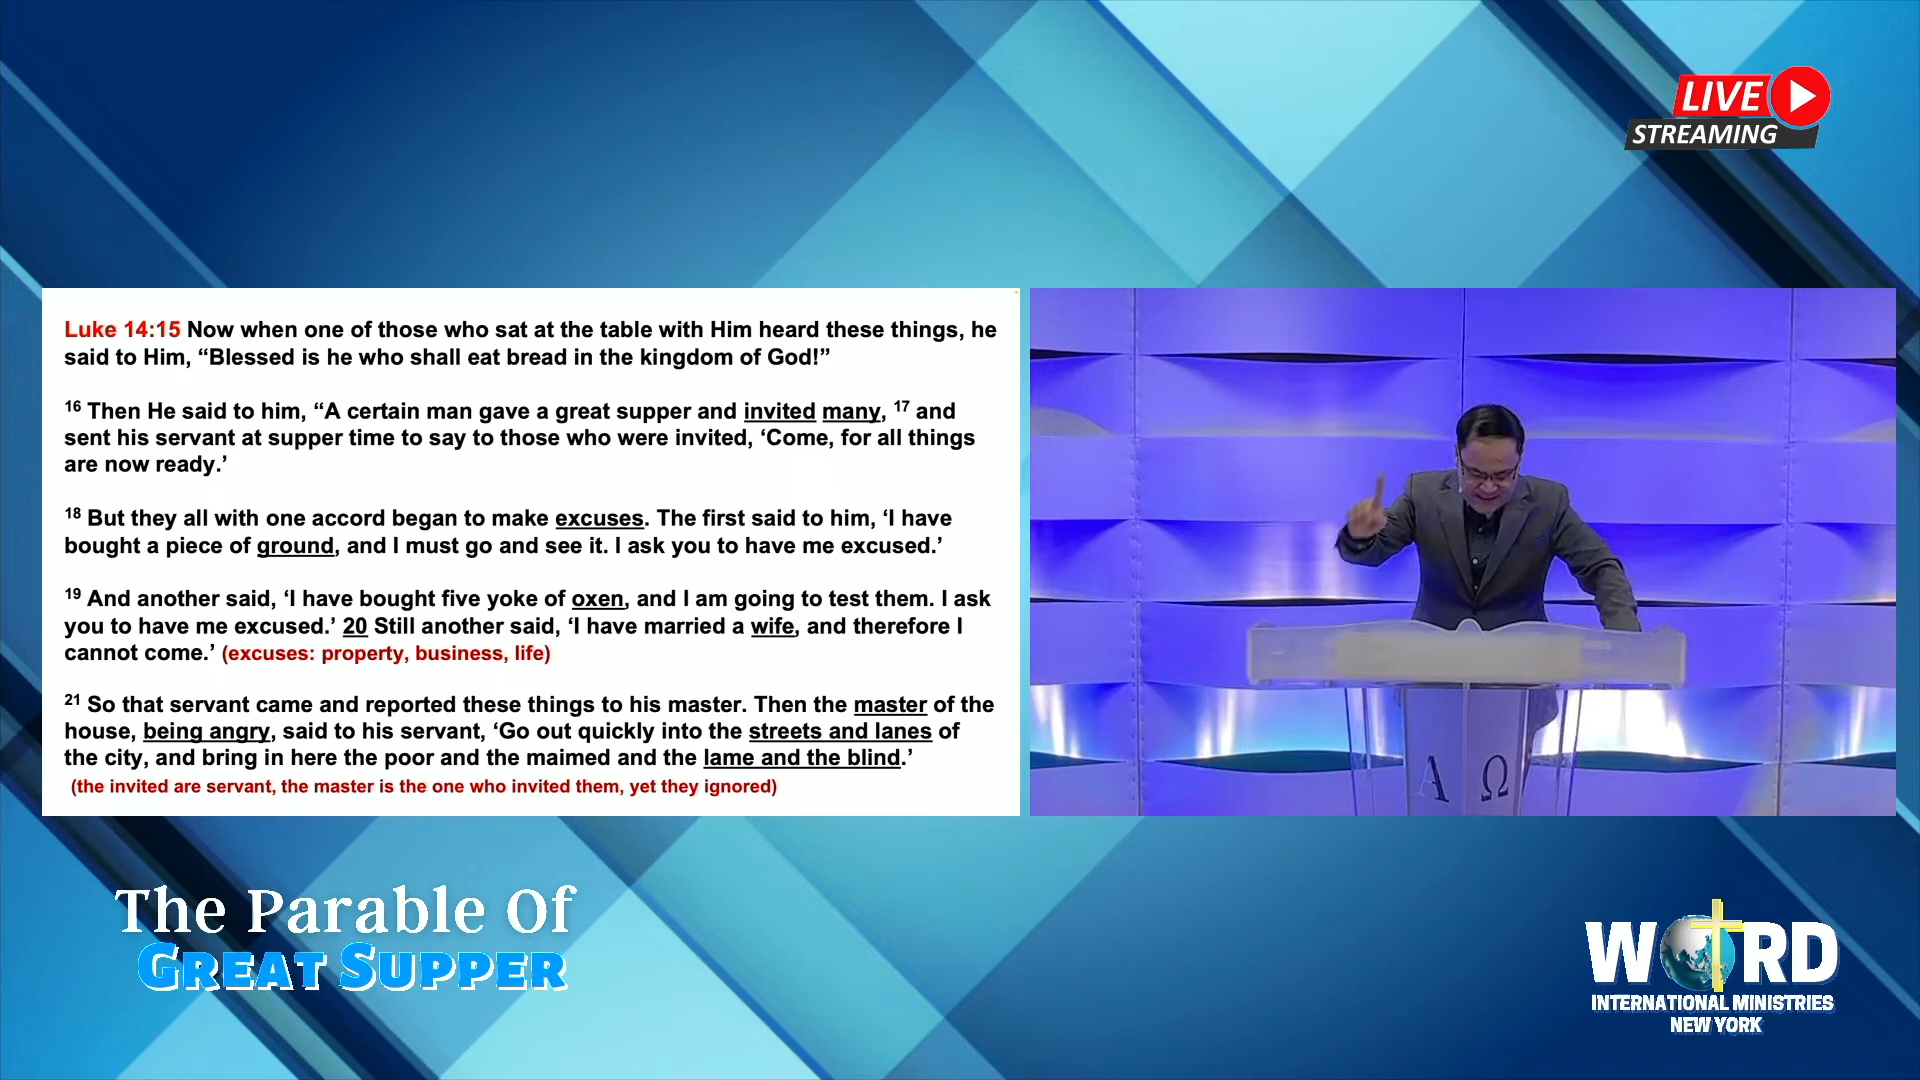 LIVE
STREAMING
Luke 14:15 Now when one of those who sat at the table with Him heard these things, he
said to Him, “Blessed is he who shall eat bread in the kingdom of God!”
16 Then He said to him, “A certain man gave a great supper and invited many, 17 and
sent his servant at supper time to say to those who were invited, ‘Come, for all things
are now ready.’
18 But they all with one accord began to make excuses. The first said to him, ‘I have
bought a piece of ground, and I must go and see it. I ask you to have me excused.’
19 And another said, ‘I have bought five yoke of oxen, and I am going to test them. I ask
you to have me excused.’ 20 Still another said, ‘I have married a wife, and therefore I
cannot come.’ (excuses: property, business, life)
21 So that servant came and reported these things to his master. Then the master of the
house, being angry, said to his servant, ‘Go out quickly into the streets and lanes of
the city, and bring in here the poor and the maimed and the lame and the blind.’
(the invited are servant, the master is the one who invited them, yet they ignored)
Α Ω
The Parable Of
GREAT SUPPER
WORD
INTERNATIONAL MINISTRIES
NEW YORK